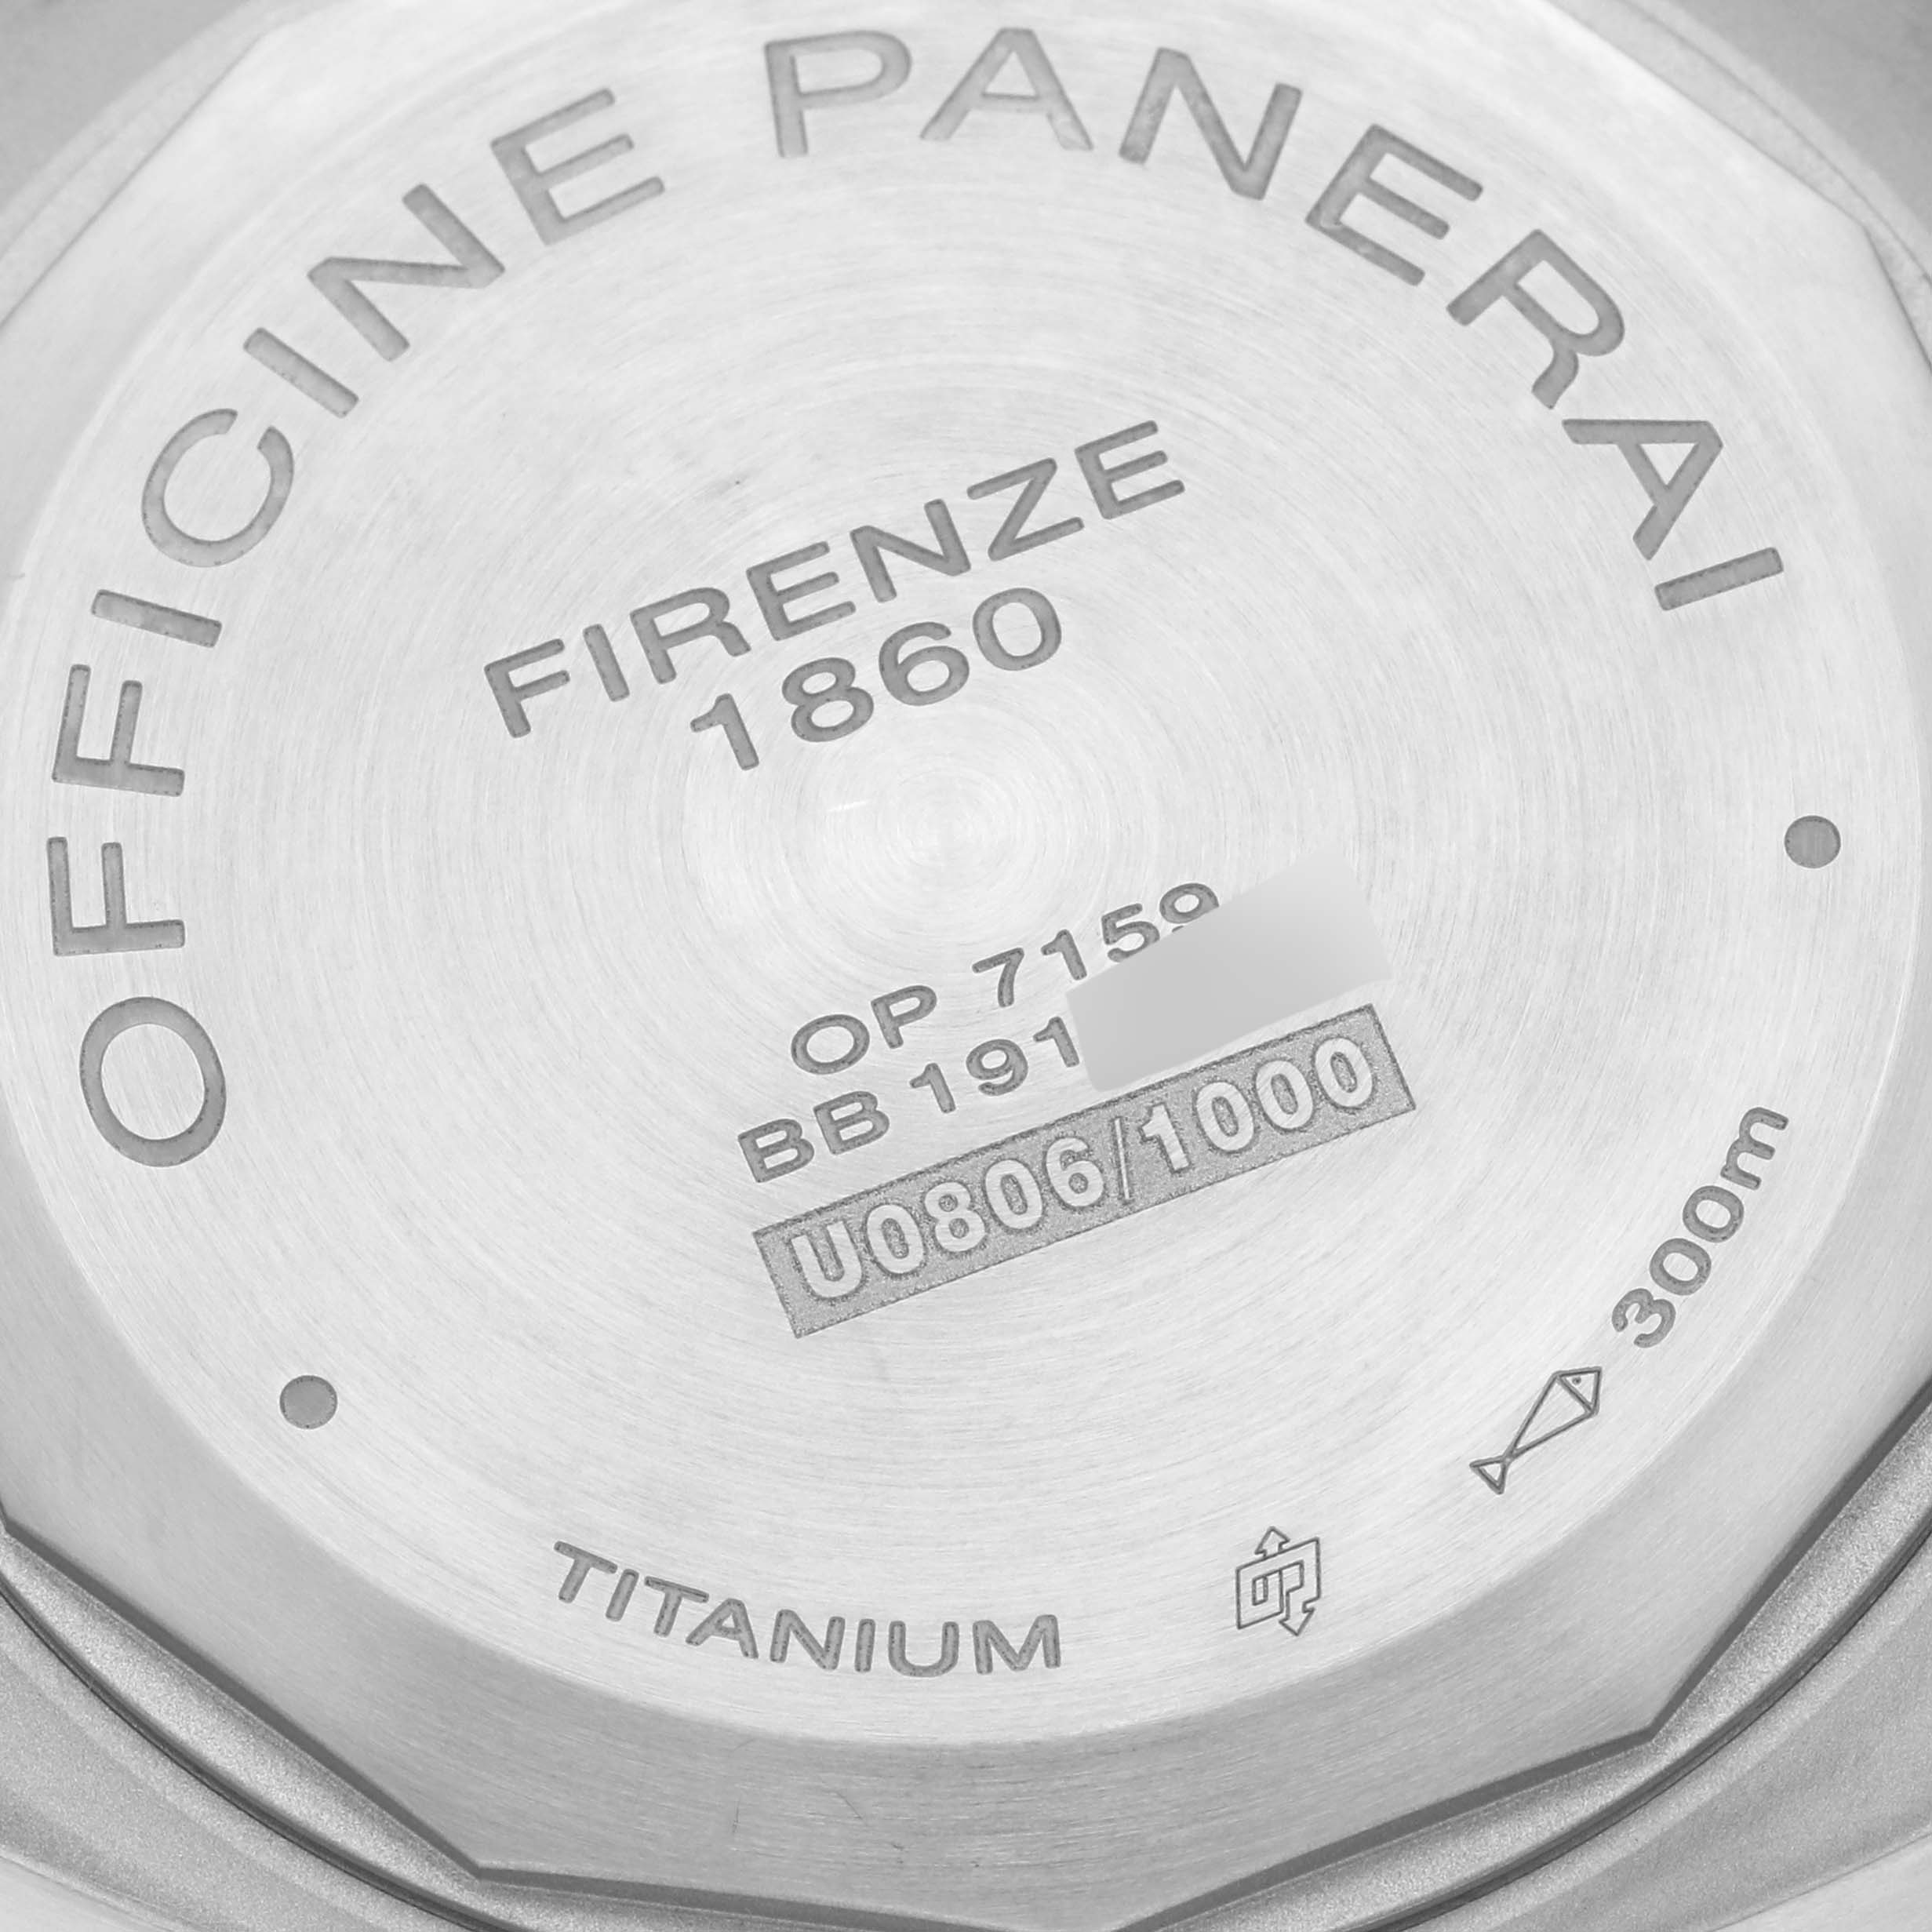 OFFICINE PANERAI
FIRENZE
1860
OP 7159
BB 191
U0806/1000
300m
TITANIUM